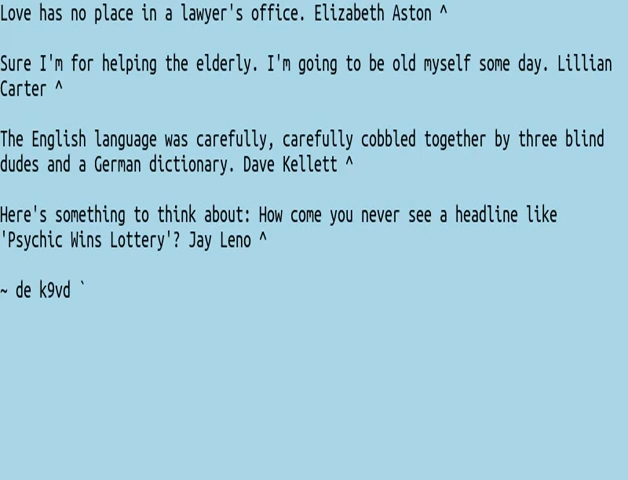 Love has no place in a lawyer's office. Elizabeth Aston ^
Sure I'm for helping the elderly. I'm going to be old myself some day. Lillian
Carter ^
The English language was carefully, carefully cobbled together by three blind
dudes and a German dictionary. Dave Kellett ^
Here's something to think about: How come you never see a headline like
'Psychic Wins Lottery'? Jay Leno ^
~ de k9vd `